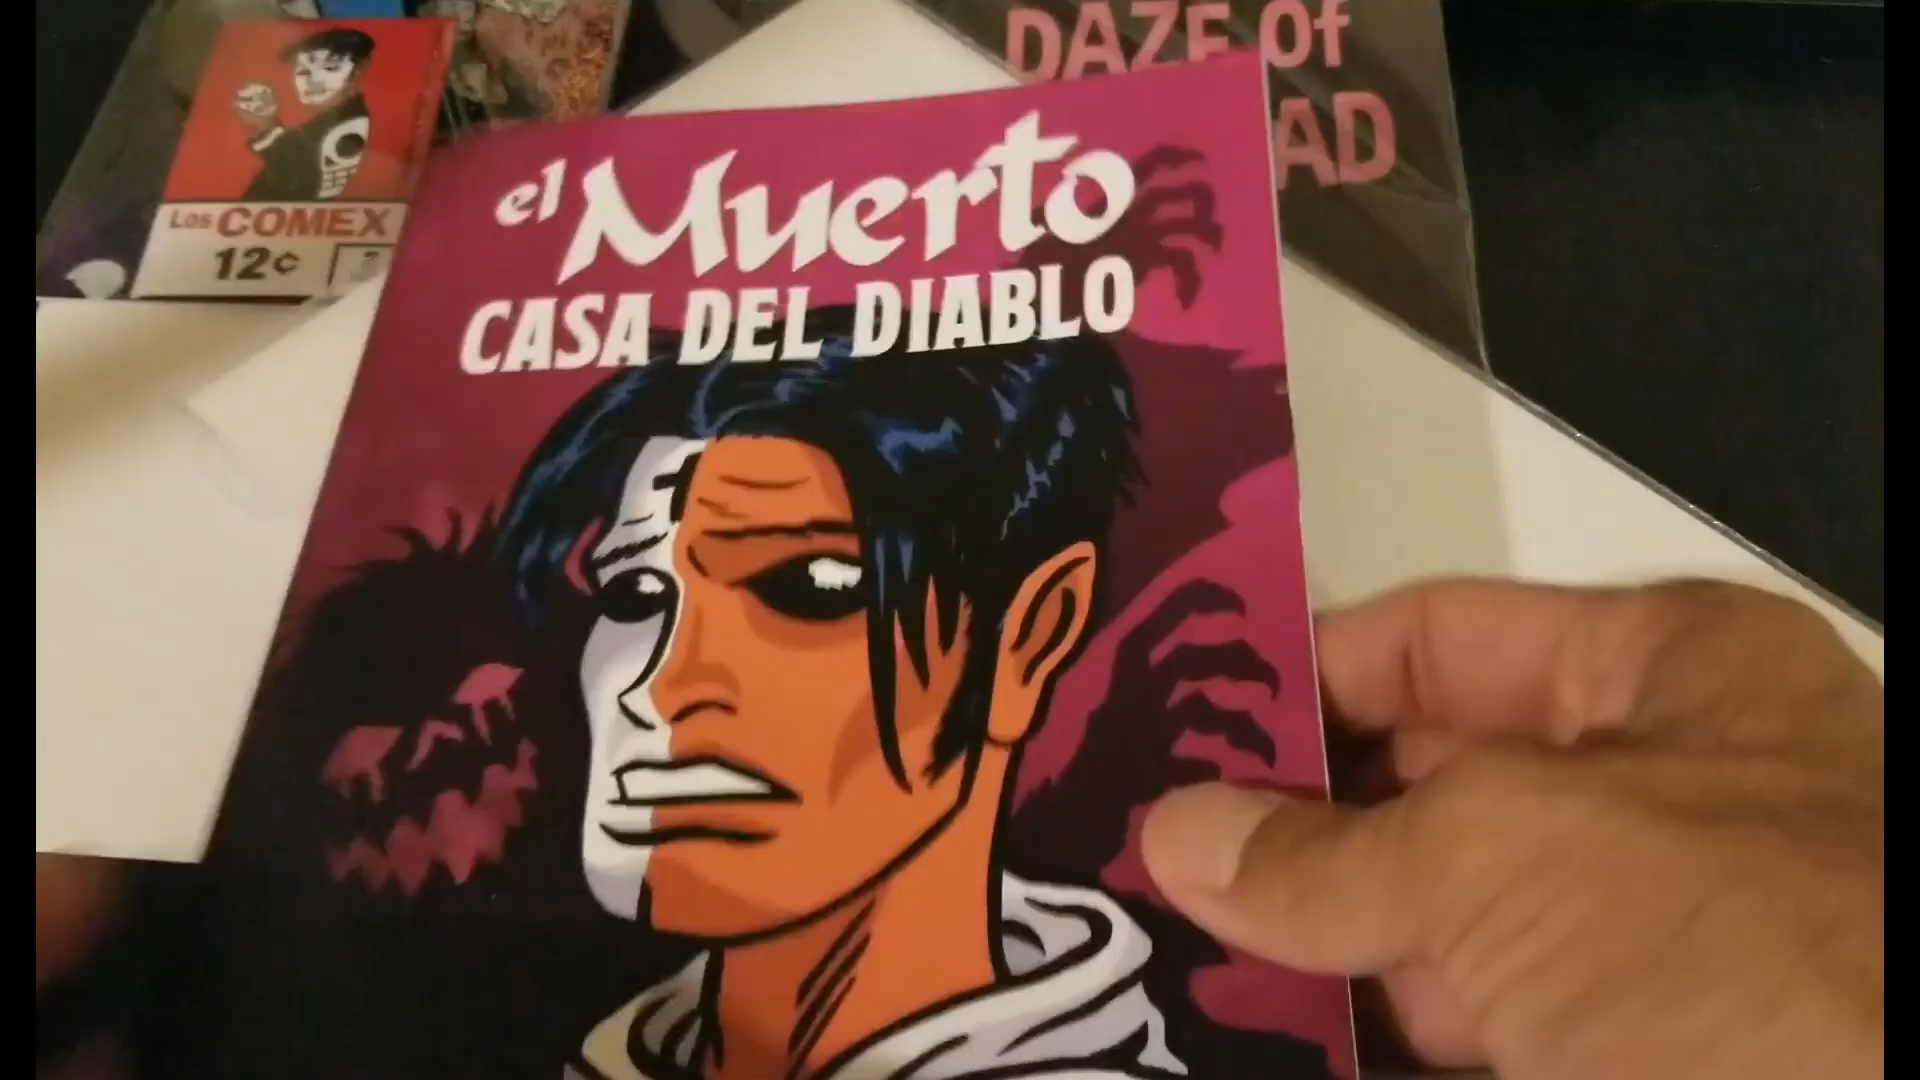 DAZE Of
AD
el Muerto
CASA DEL DIABLO
Los COMEX
12¢